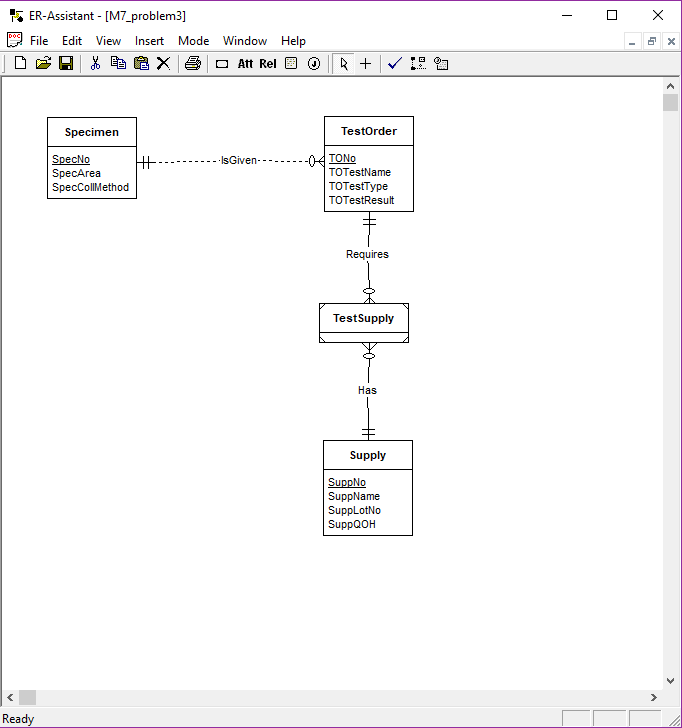 ER-Assistant - [M7_problem3]
File Edit View Insert Mode Window Help
Att Rel J
Specimen
SpecNo
SpecArea
SpecCollMethod
IsGiven
TestOrder
TONo
TOTestName
TOTestType
TOTestResult
Requires
TestSupply
Has
Supply
SuppNo
SuppName
SuppLotNo
SuppQOH
Ready